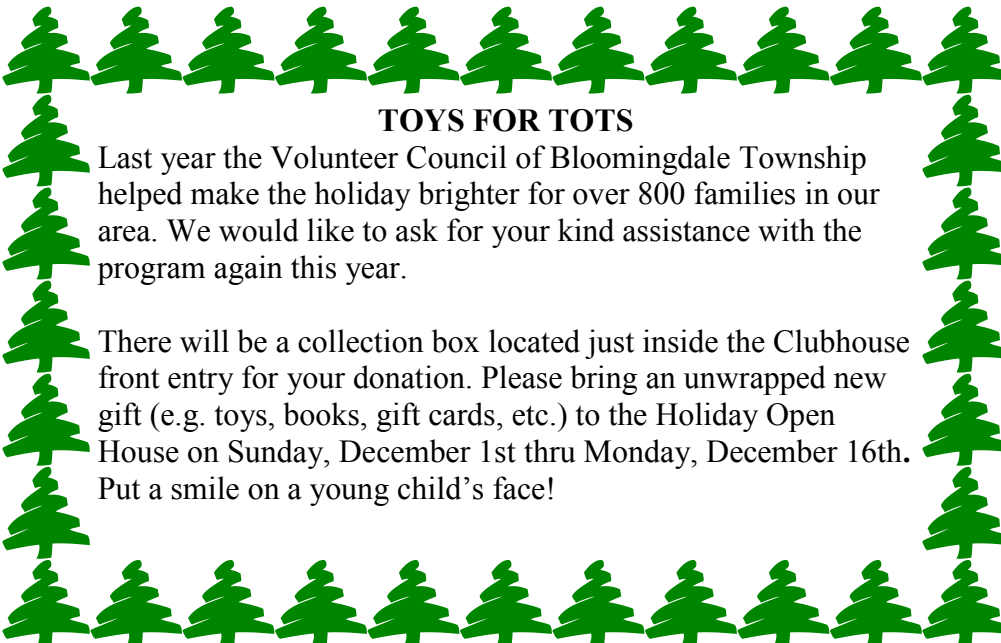 TOYS FOR TOTS
Last year the Volunteer Council of Bloomingdale Township
helped make the holiday brighter for over 800 families in our
area. We would like to ask for your kind assistance with the
program again this year.
There will be a collection box located just inside the Clubhouse
front entry for your donation. Please bring an unwrapped new
gift (e.g. toys, books, gift cards, etc.) to the Holiday Open
House on Sunday, December 1st thru Monday, December 16th.
Put a smile on a young child’s face!